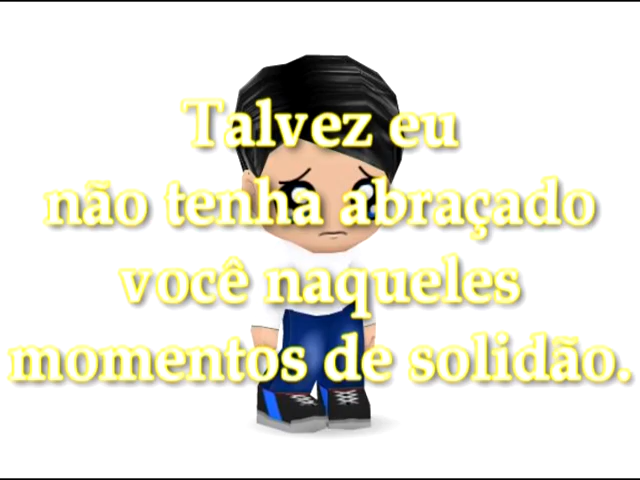 Talvez eu
não tenha abraçado
você naqueles
momentos de solidão.